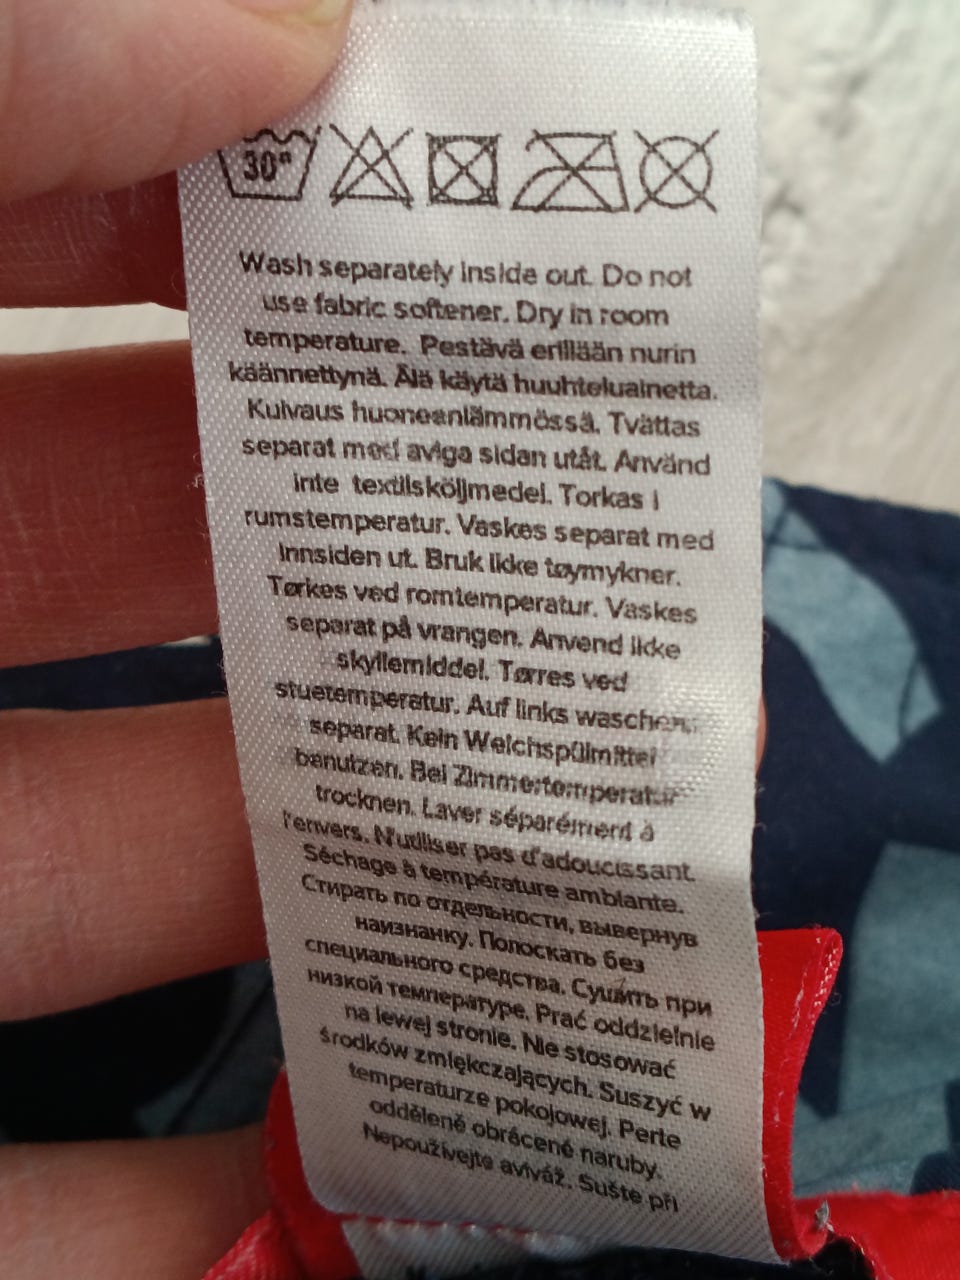 30°
Wash separately inside out. Do not
use fabric softener. Dry in room
temperature. Pestävä erillään nurin
käännettynä. Älä käytä huuhteluainetta.
Kuivaus huoneenlämmössä. Tvättas
separat med aviga sidan utåt. Använd
inte textilsköljmedel. Torkas i
rumstemperatur. Vaskes separat med
innsiden ut. Bruk ikke tøymykner.
Tørkes ved romtemperatur. Vaskes
separat på vrangen. Anvend ikke
skyllemiddel. Tørres ved
stuetemperatur. Auf links waschen,
separat. Kein Weichspülmittel
benutzen. Bei Zimmertemperatur
trocknen. Laver séparément à
l'envers. N'utiliser pas d'adoucissant.
Séchage à température ambiante.
Стирать по отдельности, вывернув
наизнанку. Полоскать без
специального средства. Сушить при
низкой температуре. Prać oddzielnie
na lewej stronie. Nie stosować
środków zmiękczających. Suszyć w
temperaturze pokojowej. Perte
odděleně obrácené naruby.
Nepoužívejte aviváž. Sušte při